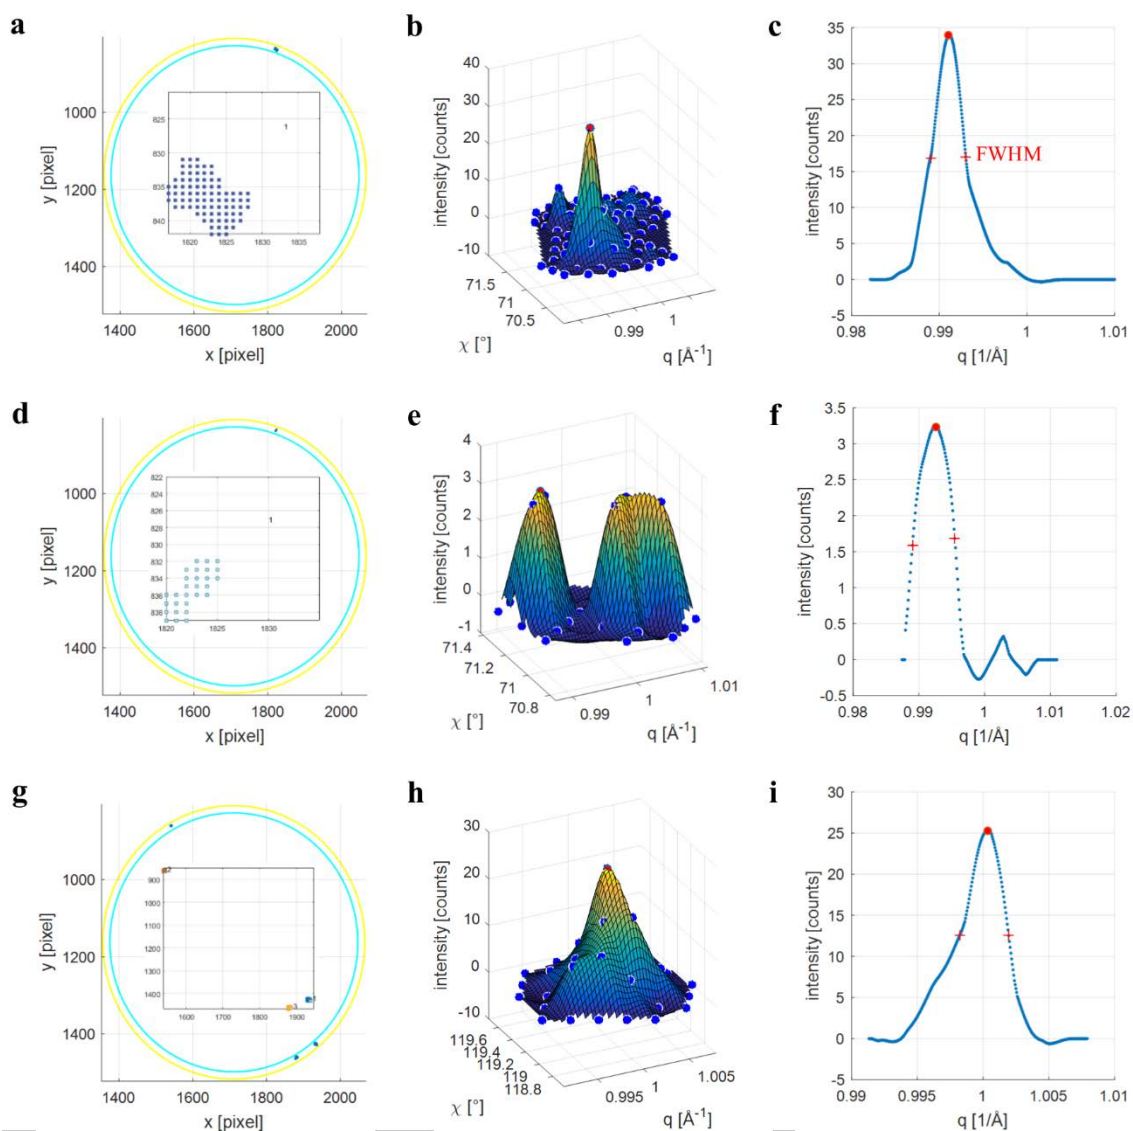 a
y [pixel]
1000
1200
1400
1400 1600 1800 2000
x [pixel]
825
830
835
840
1820 1825 1830 1835
1
b
intensity [counts]
40
30
20
10
0
-10
71.5
71
70.5
χ [°]
0.99 1
q [Å-1]
c
intensity [counts]
35
30
25
20
15
10
5
0
-5
FWHM
0.98 0.99 1 1.01
q [1/Å]
d
y [pixel]
1000
1200
1400
1400 1600 1800 2000
x [pixel]
822
824
826
828
830
832
834
836
838
1820 1825 1830
1
e
intensity [counts]
4
3
2
1
0
-1
71.4
71.2
71
70.8
χ [°]
0.99 1 1.01
q [Å-1]
f
intensity [counts]
3.5
3
2.5
2
1.5
1
0.5
0
-0.5
0.98 0.99 1 1.01 1.02
q [1/Å]
g
y [pixel]
1000
1200
1400
1400 1600 1800 2000
x [pixel]
900
1000
1100
1200
1300
1400
1600 1700 1800 1900
2
3
1
h
intensity [counts]
30
20
10
0
-10
119.6
119.4
119.2
119
118.8
χ [°]
0.995 1 1.005
q [Å-1]
i
intensity [counts]
30
25
20
15
10
5
0
-5
0.99 0.995 1 1.005 1.01
q [1/Å]